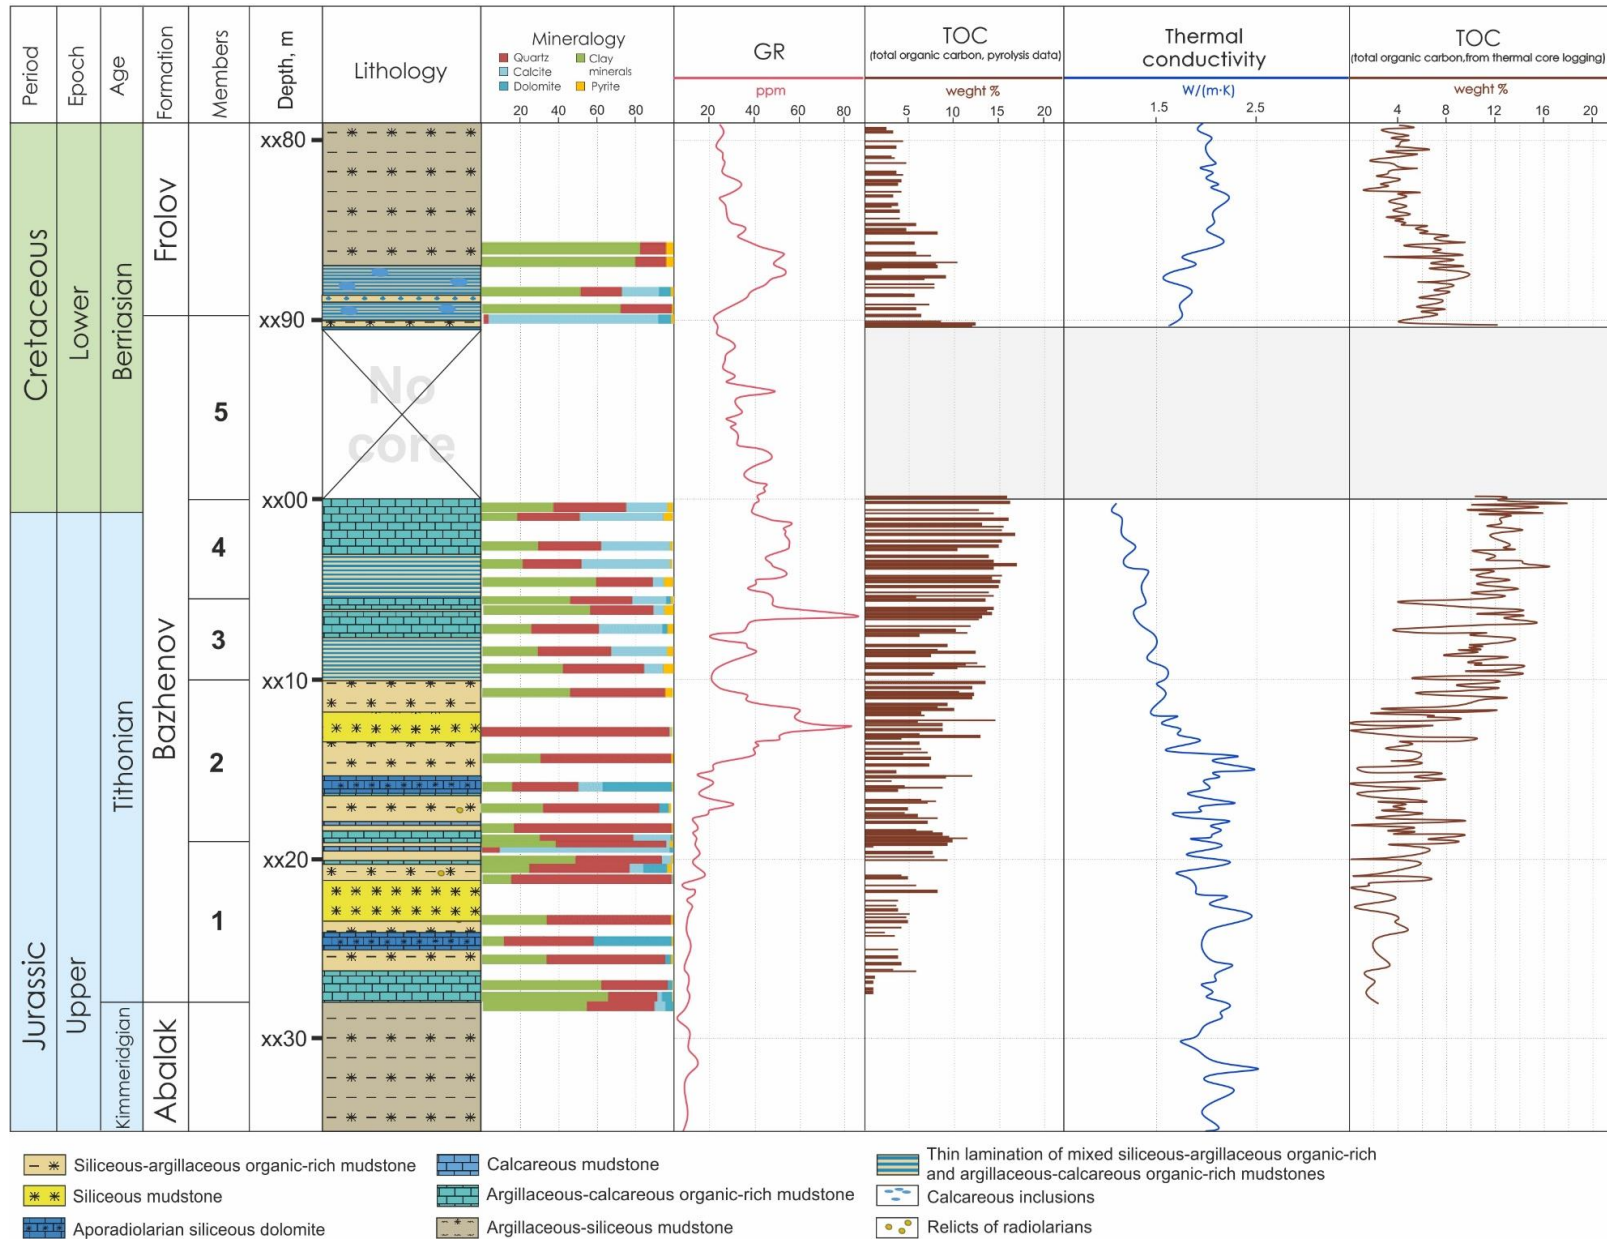 Period
Epoch
Age
Formation
Members
Depth, m
Lithology
Mineralogy
Quartz
Calcite
Dolomite
Clay
minerals
Pyrite
20 40 60 80
GR
ppm
20 40 60 80
TOC
(total organic carbon, pyrolysis data)
weght %
5 10 15 20
Thermal
conductivity
W/(m·K)
1.5 2.5
TOC
(total organic carbon,from thermal core logging)
weght %
4 8 12 16 20
Cretaceous
Lower
Berriasian
Frolov
Jurassic
Upper
Tithonian
Kimmeridgian
Bazhenov
Abalak
5
4
3
2
1
xx80
xx90
xx00
xx10
xx20
xx30
No
core
Siliceous-argillaceous organic-rich mudstone
Siliceous mudstone
Aporadiolarian siliceous dolomite
Calcareous mudstone
Argillaceous-calcareous organic-rich mudstone
Argillaceous-siliceous mudstone
Thin lamination of mixed siliceous-argillaceous organic-rich
and argillaceous-calcareous organic-rich mudstones
Calcareous inclusions
Relicts of radiolarians